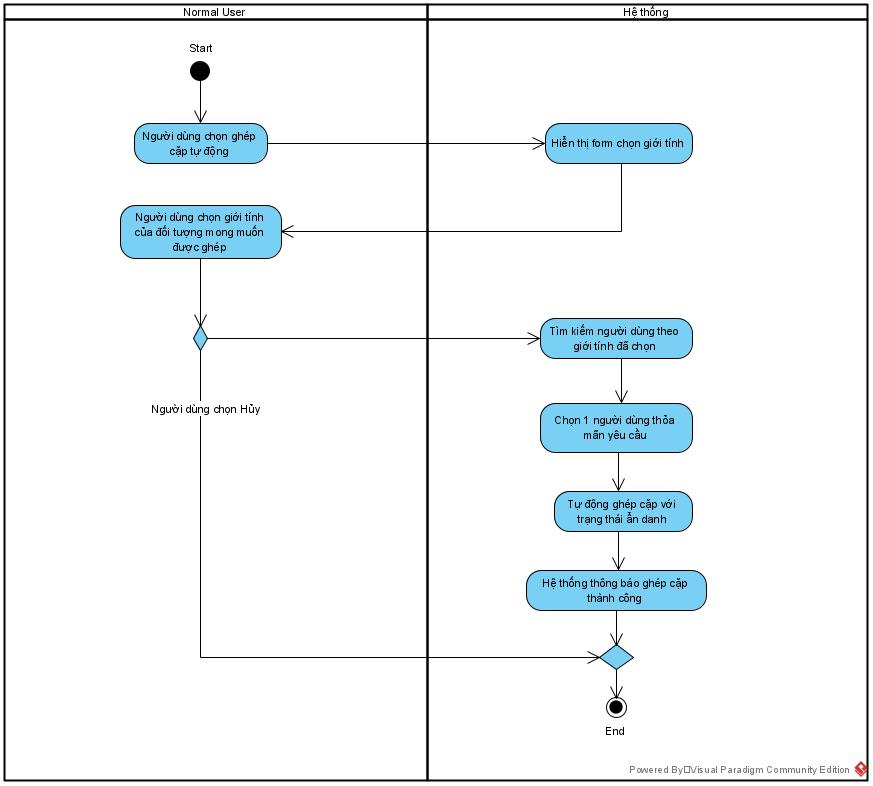 Normal User
Hệ thống
Start
Người dùng chọn ghép
cặp tự động
Hiển thị form chọn giới tính
Người dùng chọn giới tính
của đối tượng mong muốn
được ghép
Tìm kiếm người dùng theo
giới tính đã chọn
Người dùng chọn Hủy
Chọn 1 người dùng thỏa
mãn yêu cầu
Tự động ghép cặp với
trạng thái ẩn danh
Hệ thống thông báo ghép cặp
thành công
End
Powered By Visual Paradigm Community Edition